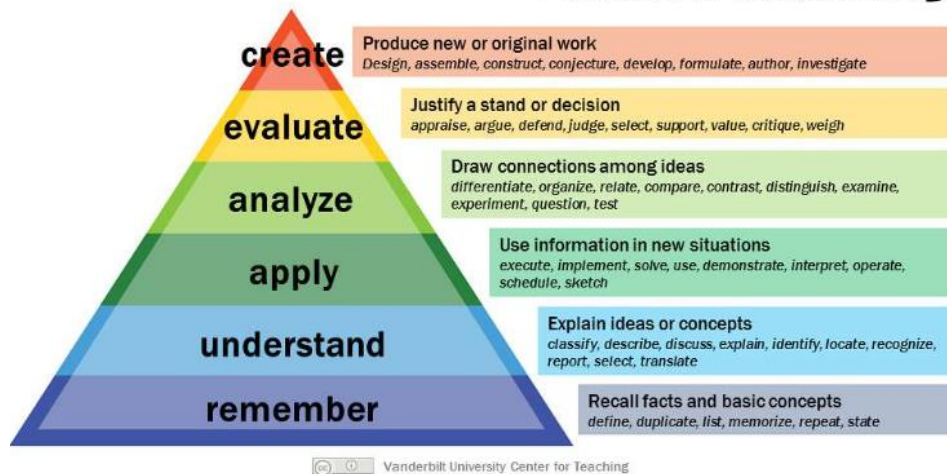 create
Produce new or original work
Design, assemble, construct, conjecture, develop, formulate, author, investigate
evaluate
Justify a stand or decision
appraise, argue, defend, judge, select, support, value, critique, weigh
analyze
Draw connections among ideas
differentiate, organize, relate, compare, contrast, distinguish, examine,
experiment, question, test
apply
Use information in new situations
execute, implement, solve, use, demonstrate, interpret, operate,
schedule, sketch
understand
Explain ideas or concepts
classify, describe, discuss, explain, identify, locate, recognize,
report, select, translate
remember
Recall facts and basic concepts
define, duplicate, list, memorize, repeat, state
cc Vanderbilt University Center for Teaching